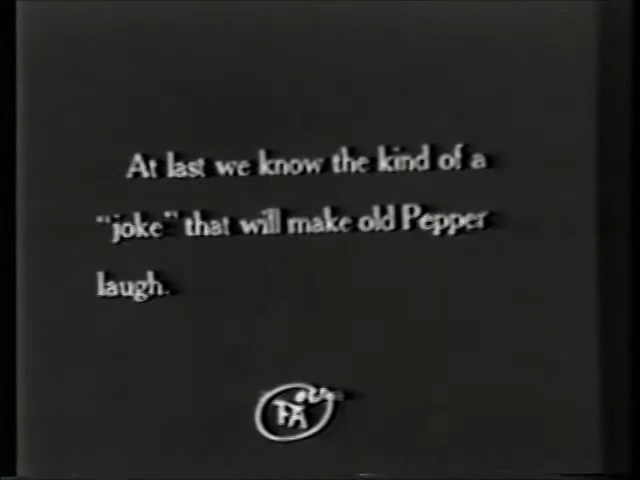 At last we know the kind of a
"joke" that will make old Pepper
laugh.
FA